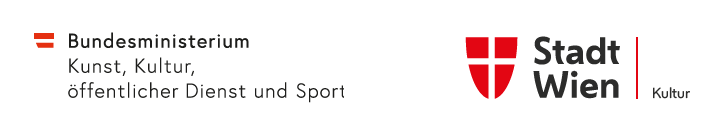 Bundesministerium
Kunst, Kultur,
öffentlicher Dienst und Sport
Stadt
Wien
Kultur